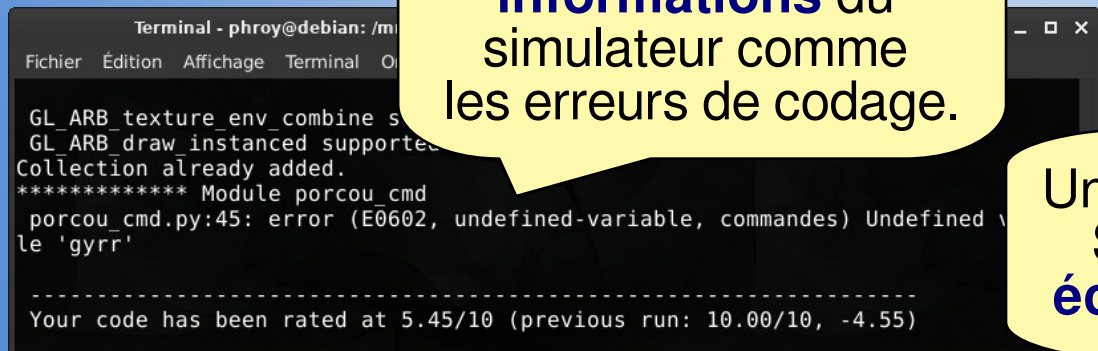 informations du
simulateur comme
les erreurs de codage.
Terminal - phroy@debian:
Fichier Édition Affichage Terminal
GL_ARB_texture_env_combine
GL_ARB_draw_instanced supported
Collection already added.
************* Module porcou_cmd
porcou_cmd.py:45: error (E0602, undefined-variable, commandes) Undefined
le 'gyrr'
------------------------------------------------------------------
Your code has been rated at 5.45/10 (previous run: 10.00/10, -4.55)
Un